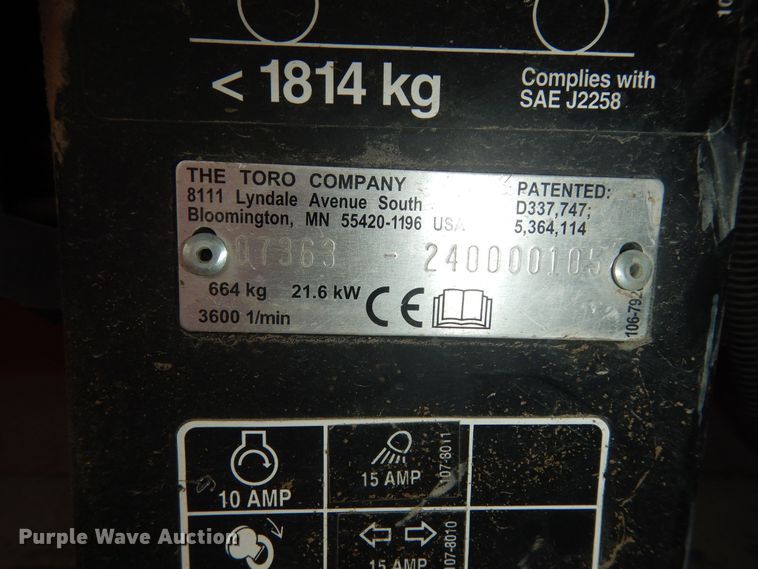 < 1814 kg
Complies with
SAE J2258
THE TORO COMPANY
8111 Lyndale Avenue South
Bloomington, MN 55420-1196 USA
PATENTED:
D337,747;
5,364,114
07363 - 240000105
664 kg 21.6 kW
CE
3600 1/min
10 AMP
15 AMP
107-8011
15 AMP
107-8010
Purple Wave Auction